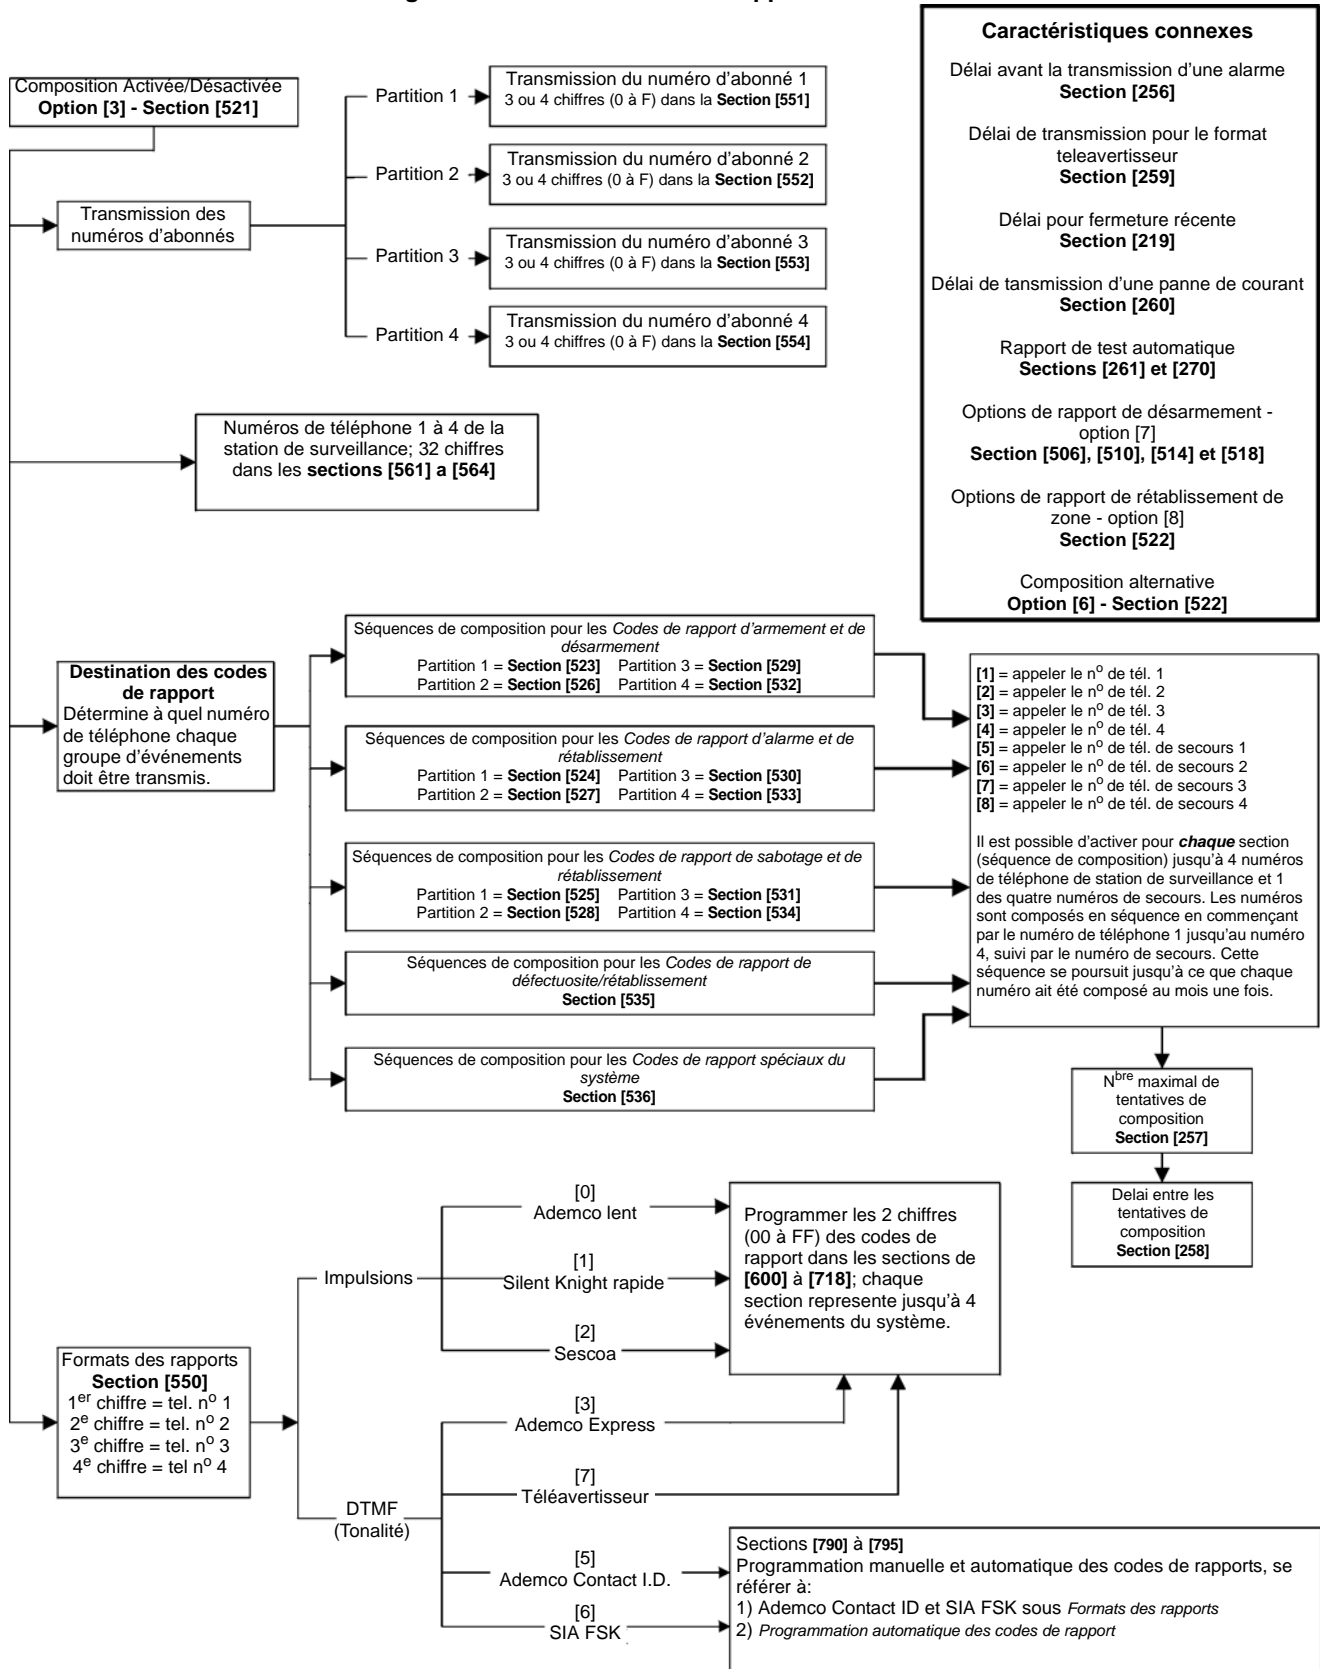 Caractéristiques connexes
Délai avant la transmission d'une alarme
Section [256]
Délai de transmission pour le format
teleavertisseur
Section [259]
Délai pour fermeture récente
Section [219]
Délai de tansmission d'une panne de courant
Section [260]
Rapport de test automatique
Sections [261] et [270]
Options de rapport de désarmement -
option [7]
Section [506], [510], [514] et [518]
Options de rapport de rétablissement de
zone - option [8]
Section [522]
Composition alternative
Option [6] - Section [522]
Composition Activée/Désactivée
Option [3] - Section [521]
Transmission des
numéros d'abonnés
Partition 1
Transmission du numéro d'abonné 1
3 ou 4 chiffres (0 à F) dans la Section [551]
Partition 2
Transmission du numéro d'abonné 2
3 ou 4 chiffres (0 à F) dans la Section [552]
Partition 3
Transmission du numéro d'abonné 3
3 ou 4 chiffres (0 à F) dans la Section [553]
Partition 4
Transmission du numéro d'abonné 4
3 ou 4 chiffres (0 à F) dans la Section [554]
Numéros de téléphone 1 à 4 de la
station de surveillance; 32 chiffres
dans les sections [561] a [564]
Destination des codes
de rapport
Détermine à quel numéro
de téléphone chaque
groupe d'événements
doit être transmis.
Séquences de composition pour les Codes de rapport d'armement et de
désarmement
Partition 1 = Section [523] Partition 3 = Section [529]
Partition 2 = Section [526] Partition 4 = Section [532]
Séquences de composition pour les Codes de rapport d'alarme et de
rétablissement
Partition 1 = Section [524] Partition 3 = Section [530]
Partition 2 = Section [527] Partition 4 = Section [533]
Séquences de composition pour les Codes de rapport de sabotage et de
rétablissement
Partition 1 = Section [525] Partition 3 = Section [531]
Partition 2 = Section [528] Partition 4 = Section [534]
Séquences de composition pour les Codes de rapport de
défectuosite/rétablissement
Section [535]
Séquences de composition pour les Codes de rapport spéciaux du
système
Section [536]
[1] = appeler le no de tél. 1
[2] = appeler le no de tél. 2
[3] = appeler le no de tél. 3
[4] = appeler le no de tél. 4
[5] = appeler le no de tél. de secours 1
[6] = appeler le no de tél. de secours 2
[7] = appeler le no de tél. de secours 3
[8] = appeler le no de tél. de secours 4
Il est possible d'activer pour chaque section
(séquence de composition) jusqu'à 4 numéros
de téléphone de station de surveillance et 1
des quatre numéros de secours. Les numéros
sont composés en séquence en commençant
par le numéro de téléphone 1 jusqu'au numéro
4, suivi par le numéro de secours. Cette
séquence se poursuit jusqu'à ce que chaque
numéro ait été composé au mois une fois.
Nbre maximal de
tentatives de
composition
Section [257]
Delai entre les
tentatives de
composition
Section [258]
Formats des rapports
Section [550]
1er chiffre = tel. no 1
2e chiffre = tel. no 2
3e chiffre = tel. no 3
4e chiffre = tel no 4
Impulsions
[0]
Ademco lent
[1]
Silent Knight rapide
[2]
Sescoa
Programmer les 2 chiffres
(00 à FF) des codes de
rapport dans les sections de
[600] à [718]; chaque
section represente jusqu'à 4
événements du système.
DTMF
(Tonalité)
[3]
Ademco Express
[7]
Téléavertisseur
[5]
Ademco Contact I.D.
[6]
SIA FSK
Sections [790] à [795]
Programmation manuelle et automatique des codes de rapports, se
référer à:
1) Ademco Contact ID et SIA FSK sous Formats des rapports
2) Programmation automatique des codes de rapport